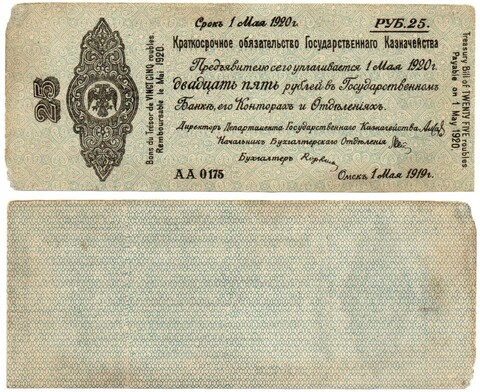 Срокъ 1 Мая 1920г.
РУБ. 25.
Краткосрочное обязательство Государственнаго Казначейства
Предъявителю сего уплачивается 1 Мая 1920г.
двадцать пять рублей въ Государственномъ
Банкѣ, его Конторахъ и Отдѣленіяхъ.
Директоръ Департамента Государственнаго Казначейства
Начальникъ Бухгалтерскаго Отдѣленія
Бухгалтеръ
АА 0175
Омскъ, 1 Мая 1919г.
25
Bons du Trésor de VINGT CINQ roubles.
Remboursable le Mai 1920.
Treasury Bill of TWENTY FIVE roubles.
Payable on 1 May 1920.